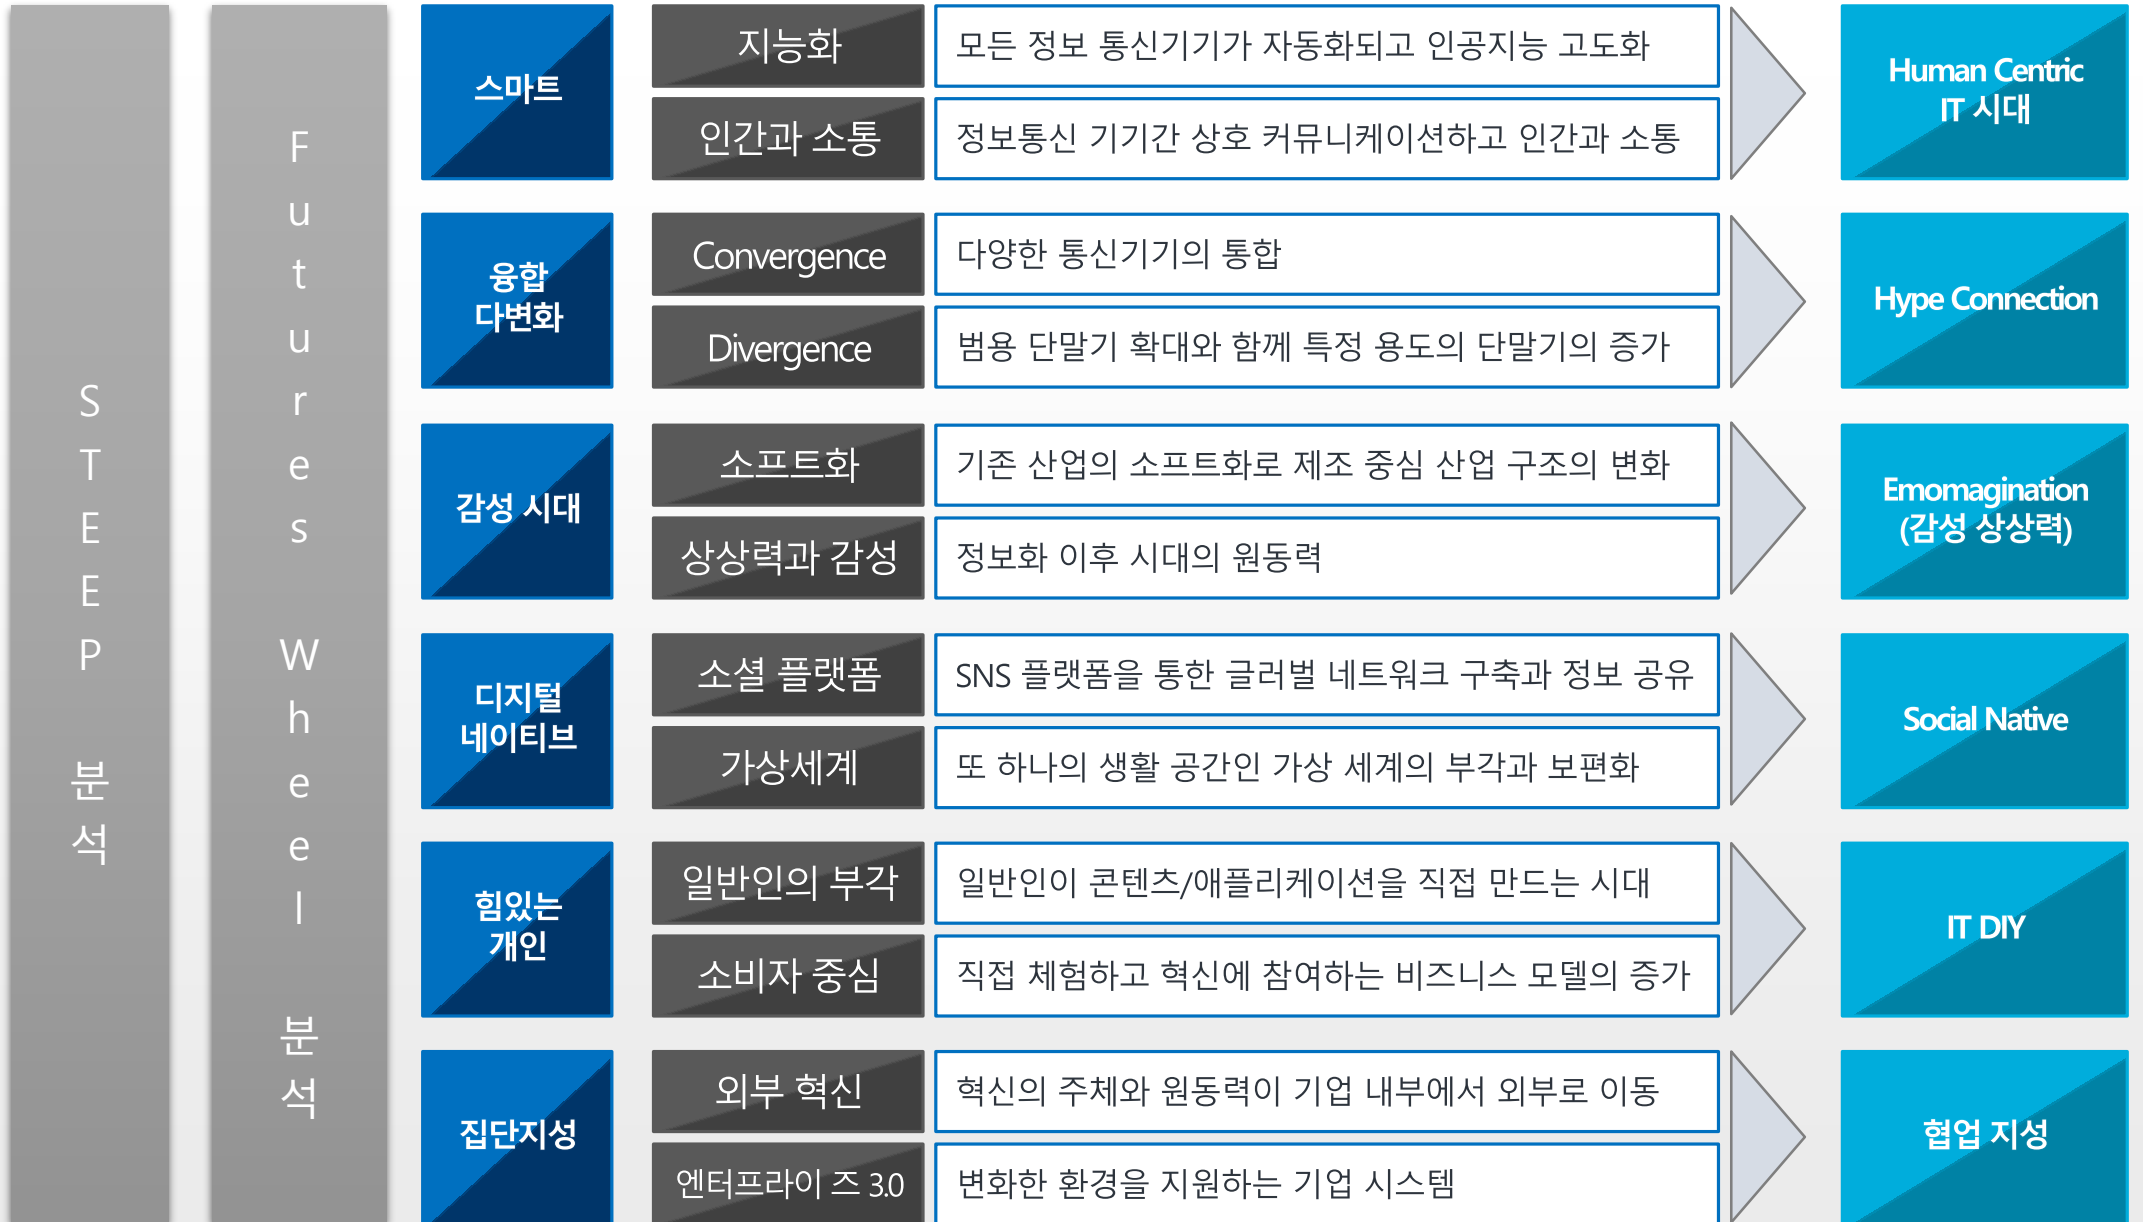 STEEP 분석
Futures Wheel 분석
스마트
지능화
모든 정보 통신기기가 자동화되고 인공지능 고도화
인간과 소통
정보통신 기기간 상호 커뮤니케이션하고 인간과 소통
Human Centric
IT 시대
융합
다변화
Convergence
다양한 통신기기의 통합
Divergence
범용 단말기 확대와 함께 특정 용도의 단말기의 증가
Hype Connection
감성 시대
소프트화
기존 산업의 소프트화로 제조 중심 산업 구조의 변화
상상력과 감성
정보화 이후 시대의 원동력
Emomagination
(감성 상상력)
디지털
네이티브
소셜 플랫폼
SNS 플랫폼을 통한 글러벌 네트워크 구축과 정보 공유
가상세계
또 하나의 생활 공간인 가상 세계의 부각과 보편화
Social Native
힘있는
개인
일반인의 부각
일반인이 콘텐츠/애플리케이션을 직접 만드는 시대
소비자 중심
직접 체험하고 혁신에 참여하는 비즈니스 모델의 증가
IT DIY
집단지성
외부 혁신
혁신의 주체와 원동력이 기업 내부에서 외부로 이동
엔터프라이 즈 3.0
변화한 환경을 지원하는 기업 시스템
협업 지성